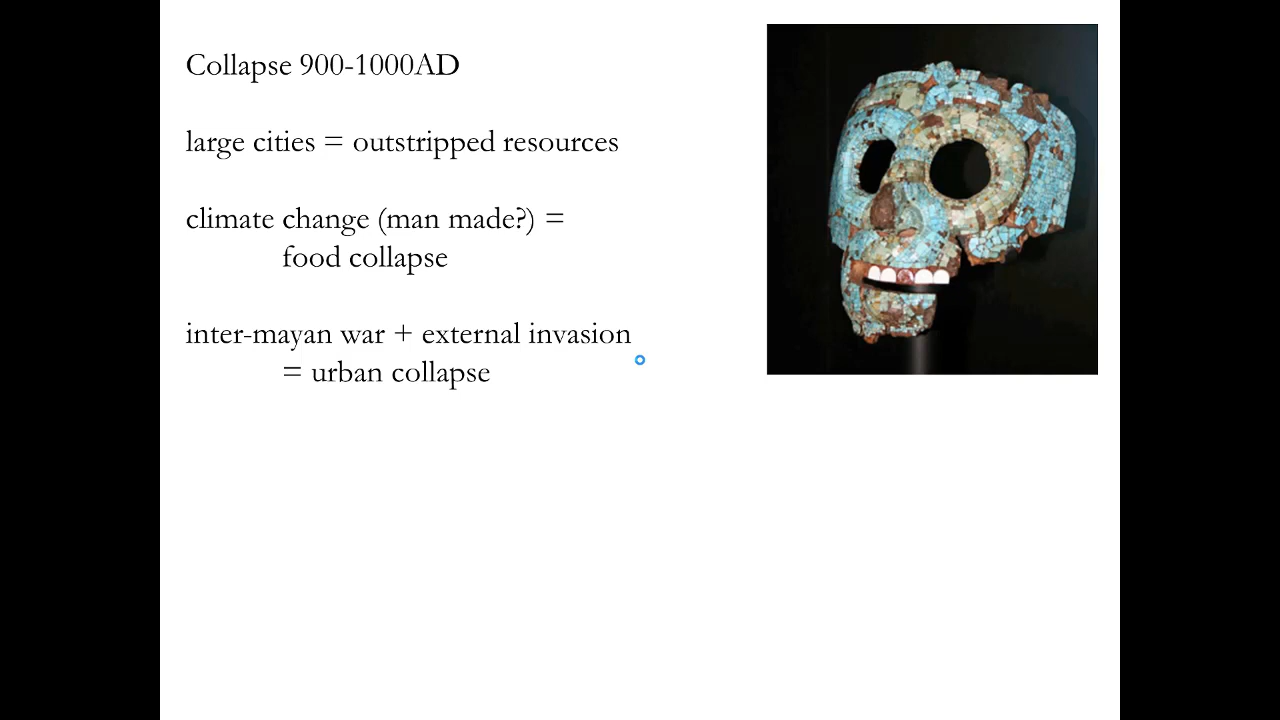 Collapse 900-1000AD
large cities = outstripped resources
climate change (man made?) =
food collapse
inter-mayan war + external invasion
= urban collapse